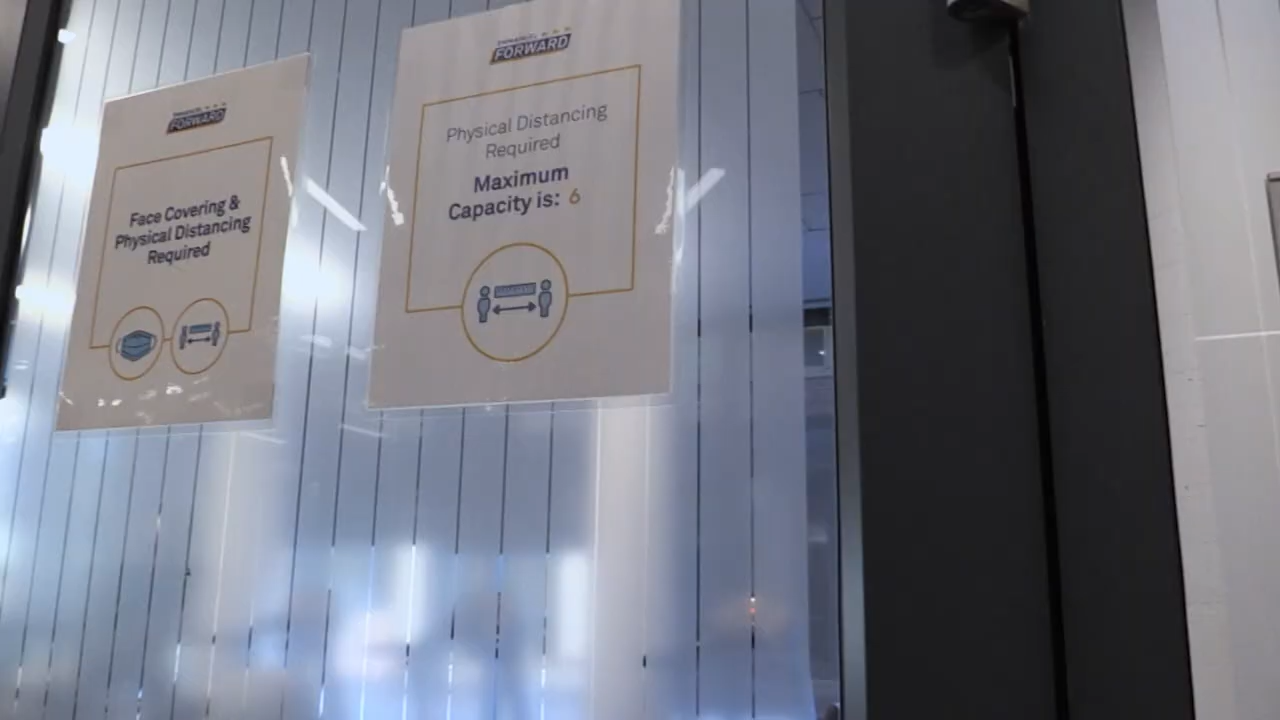 FORWARD
Face Covering &
Physical Distancing
Required
FORWARD
Physical Distancing
Required
Maximum
Capacity is: 6